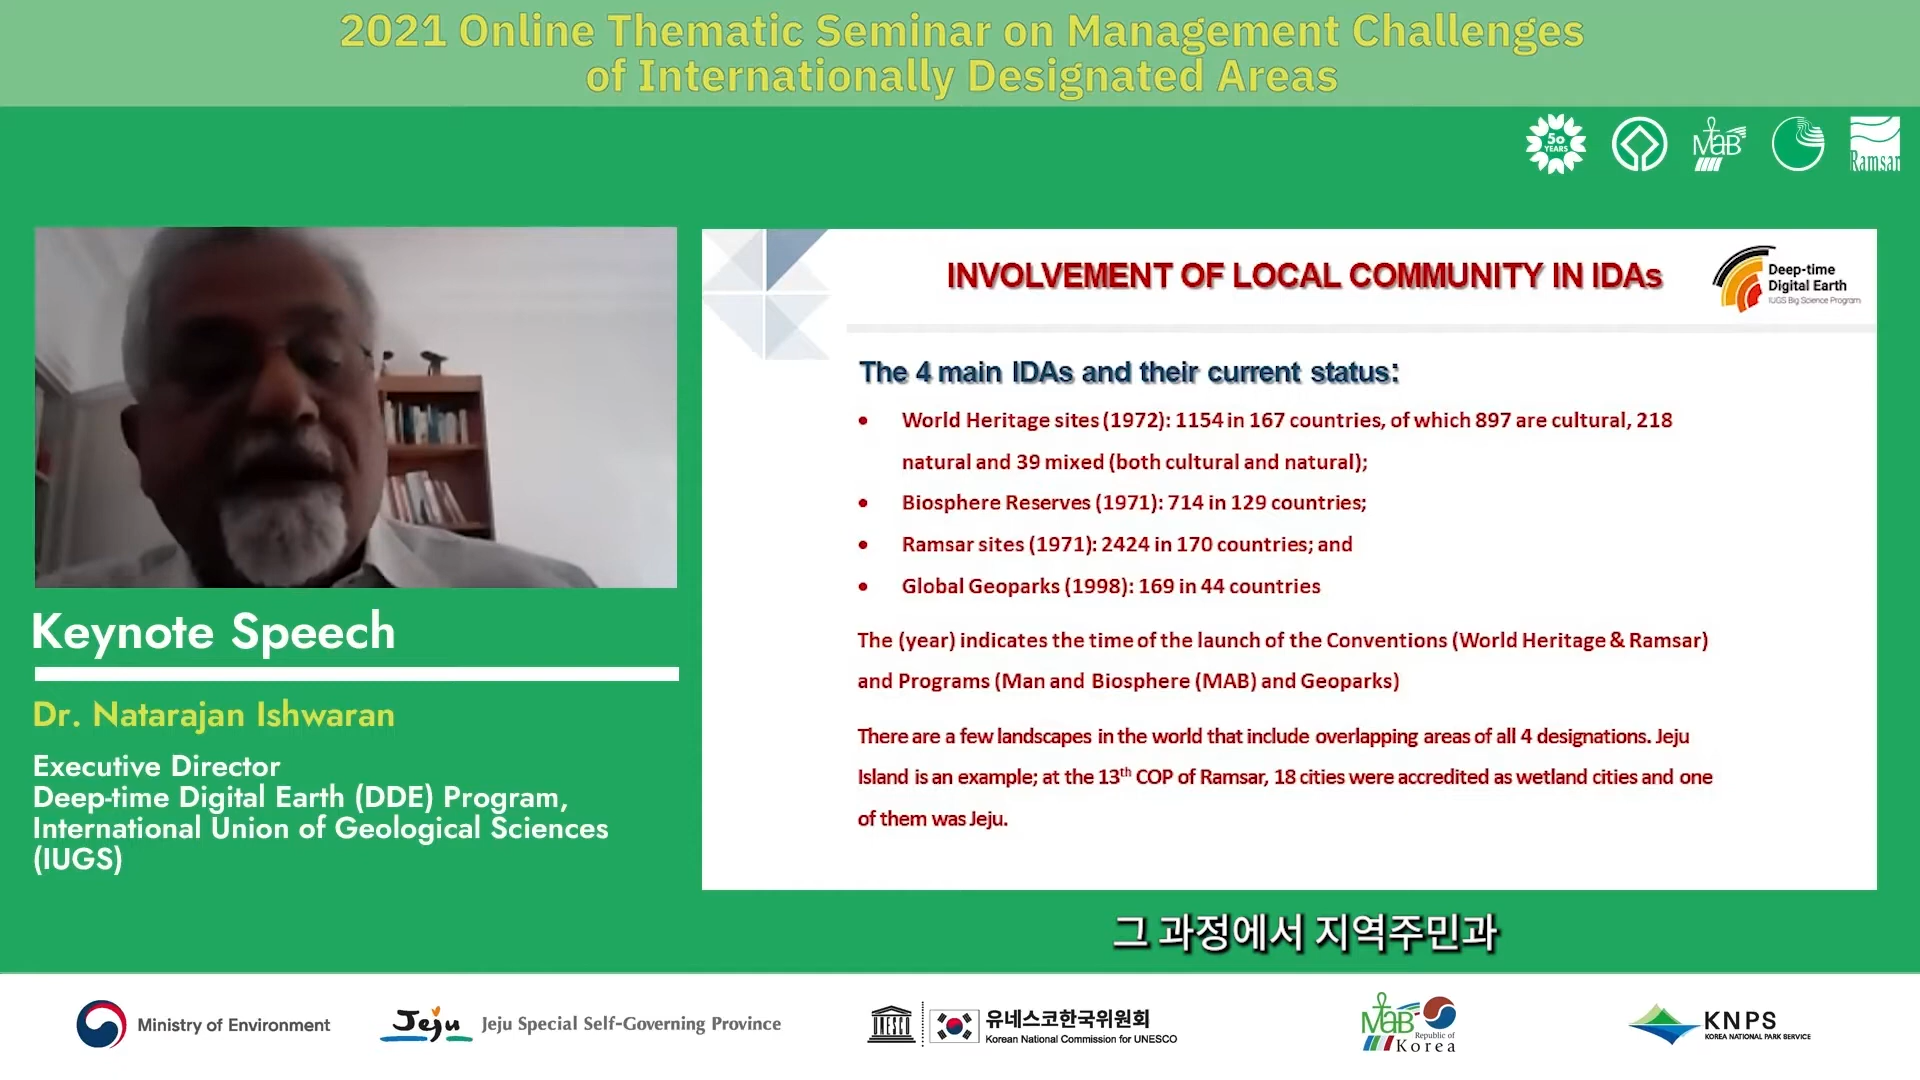 2021 Online Thematic Seminar on Management Challenges
of Internationally Designated Areas
50
YEARS
MaB
Ramsar
INVOLVEMENT OF LOCAL COMMUNITY IN IDAs
Deep-time
Digital Earth
IUGS Big Science Program
The 4 main IDAs and their current status:
• World Heritage sites (1972): 1154 in 167 countries, of which 897 are cultural, 218
natural and 39 mixed (both cultural and natural);
• Biosphere Reserves (1971): 714 in 129 countries;
• Ramsar sites (1971): 2424 in 170 countries; and
• Global Geoparks (1998): 169 in 44 countries
The (year) indicates the time of the launch of the Conventions (World Heritage & Ramsar)
and Programs (Man and Biosphere (MAB) and Geoparks)
There are a few landscapes in the world that include overlapping areas of all 4 designations. Jeju
Island is an example; at the 13th COP of Ramsar, 18 cities were accredited as wetland cities and one
of them was Jeju.
Keynote Speech
Dr. Natarajan Ishwaran
Executive Director
Deep-time Digital Earth (DDE) Program,
International Union of Geological Sciences
(IUGS)
그 과정에서 지역주민과
Ministry of Environment
Jeju
Jeju Special Self-Governing Province
UNESCO
유네스코한국위원회
Korean National Commission for UNESCO
MaB
Republic of
Korea
KNPS
KOREA NATIONAL PARK SERVICE